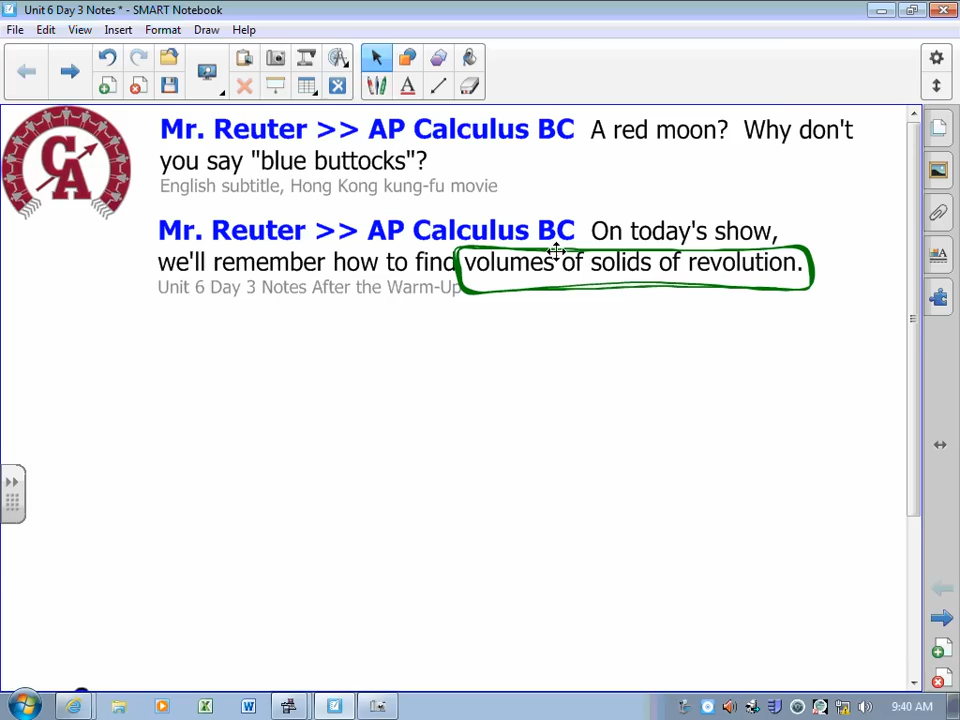 Unit 6 Day 3 Notes * - SMART Notebook
File Edit View Insert Format Draw Help
CA
Mr. Reuter >> AP Calculus BC A red moon? Why don't
you say "blue buttocks"?
English subtitle, Hong Kong kung-fu movie
Mr. Reuter >> AP Calculus BC On today's show,
we'll remember how to find volumes of solids of revolution.
Unit 6 Day 3 Notes After the Warm-Up
9:40 AM